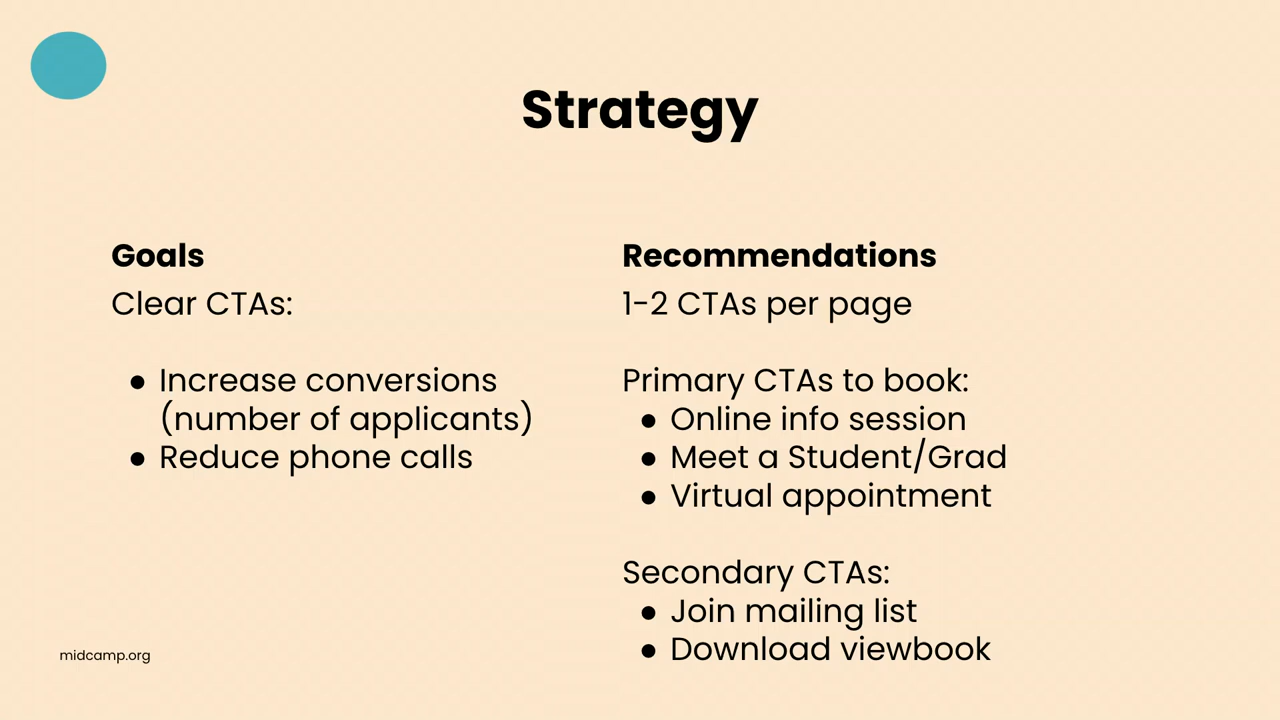 Strategy
Goals
Clear CTAs:
● Increase conversions
(number of applicants)
● Reduce phone calls
Recommendations
1-2 CTAs per page
Primary CTAs to book:
● Online info session
● Meet a Student/Grad
● Virtual appointment
Secondary CTAs:
● Join mailing list
● Download viewbook
midcamp.org